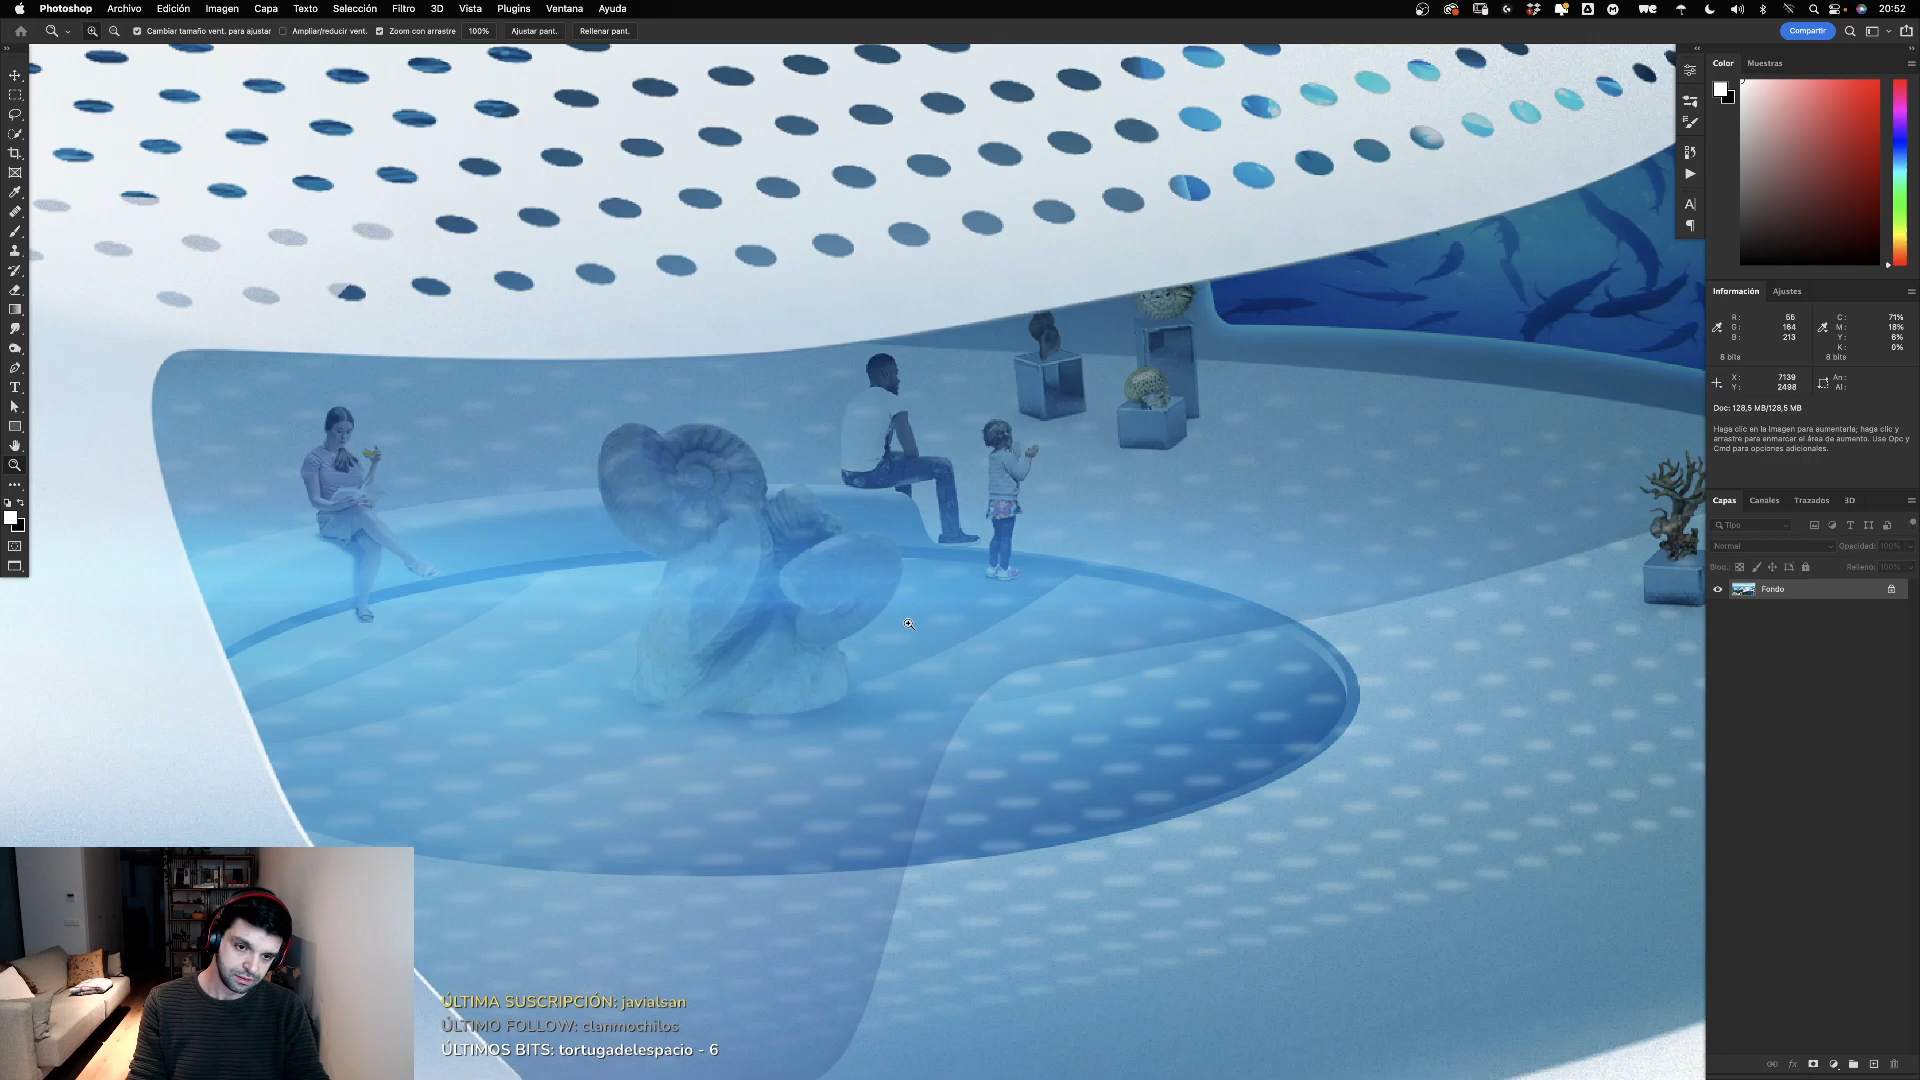 Photoshop Archivo Edición Imagen Capa Texto Selección Filtro 3D Vista Plugins Ventana Ayuda 20:52
Cambiar tamaño vent. para ajustar Ampliar/reducir vent. Zoom con arrastre 100% Ajustar pant. Rellenar pant. Compartir
Color Muestras
Información Ajustes
R: 55 C: 71%
G: 164 M: 18%
B: 213 Y: 6%
K: 0%
8 bits 8 bits
X: 7139 An:
Y: 2498 Al:
Doc: 128,5 MB/128,5 MB
Haga clic en la imagen para aumentarla; haga clic y
arrastre para enmarcar el área de aumento. Use Opc y
Cmd para opciones adicionales.
Capas Canales Trazados 3D
Tipo
Normal Opacidad: 100%
Bloq.: Relleno: 100%
Fondo
ÚLTIMA SUSCRIPCIÓN: javialsan
ÚLTIMO FOLLOW: clanmochilos
ÚLTIMOS BITS: tortugadelespacio - 6